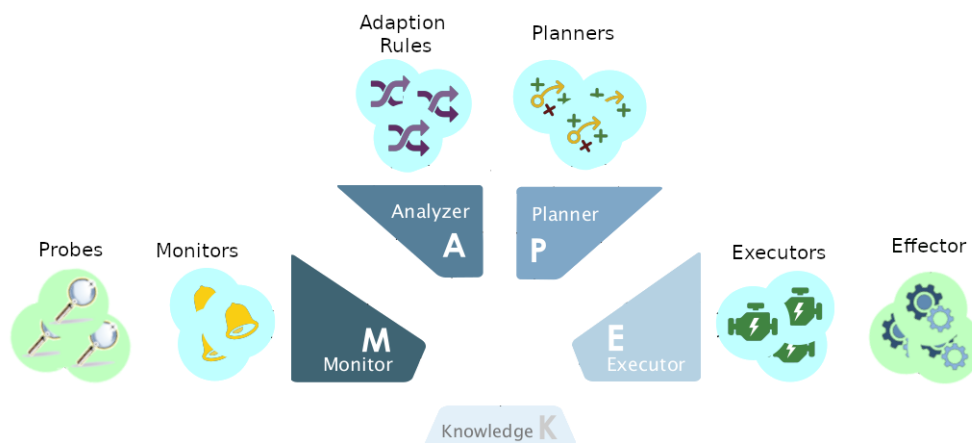 Adaption
Rules
Planners
Analyzer
A
Planner
P
Probes
Monitors
Executors
Effector
M
Monitor
E
Executor
Knowledge K